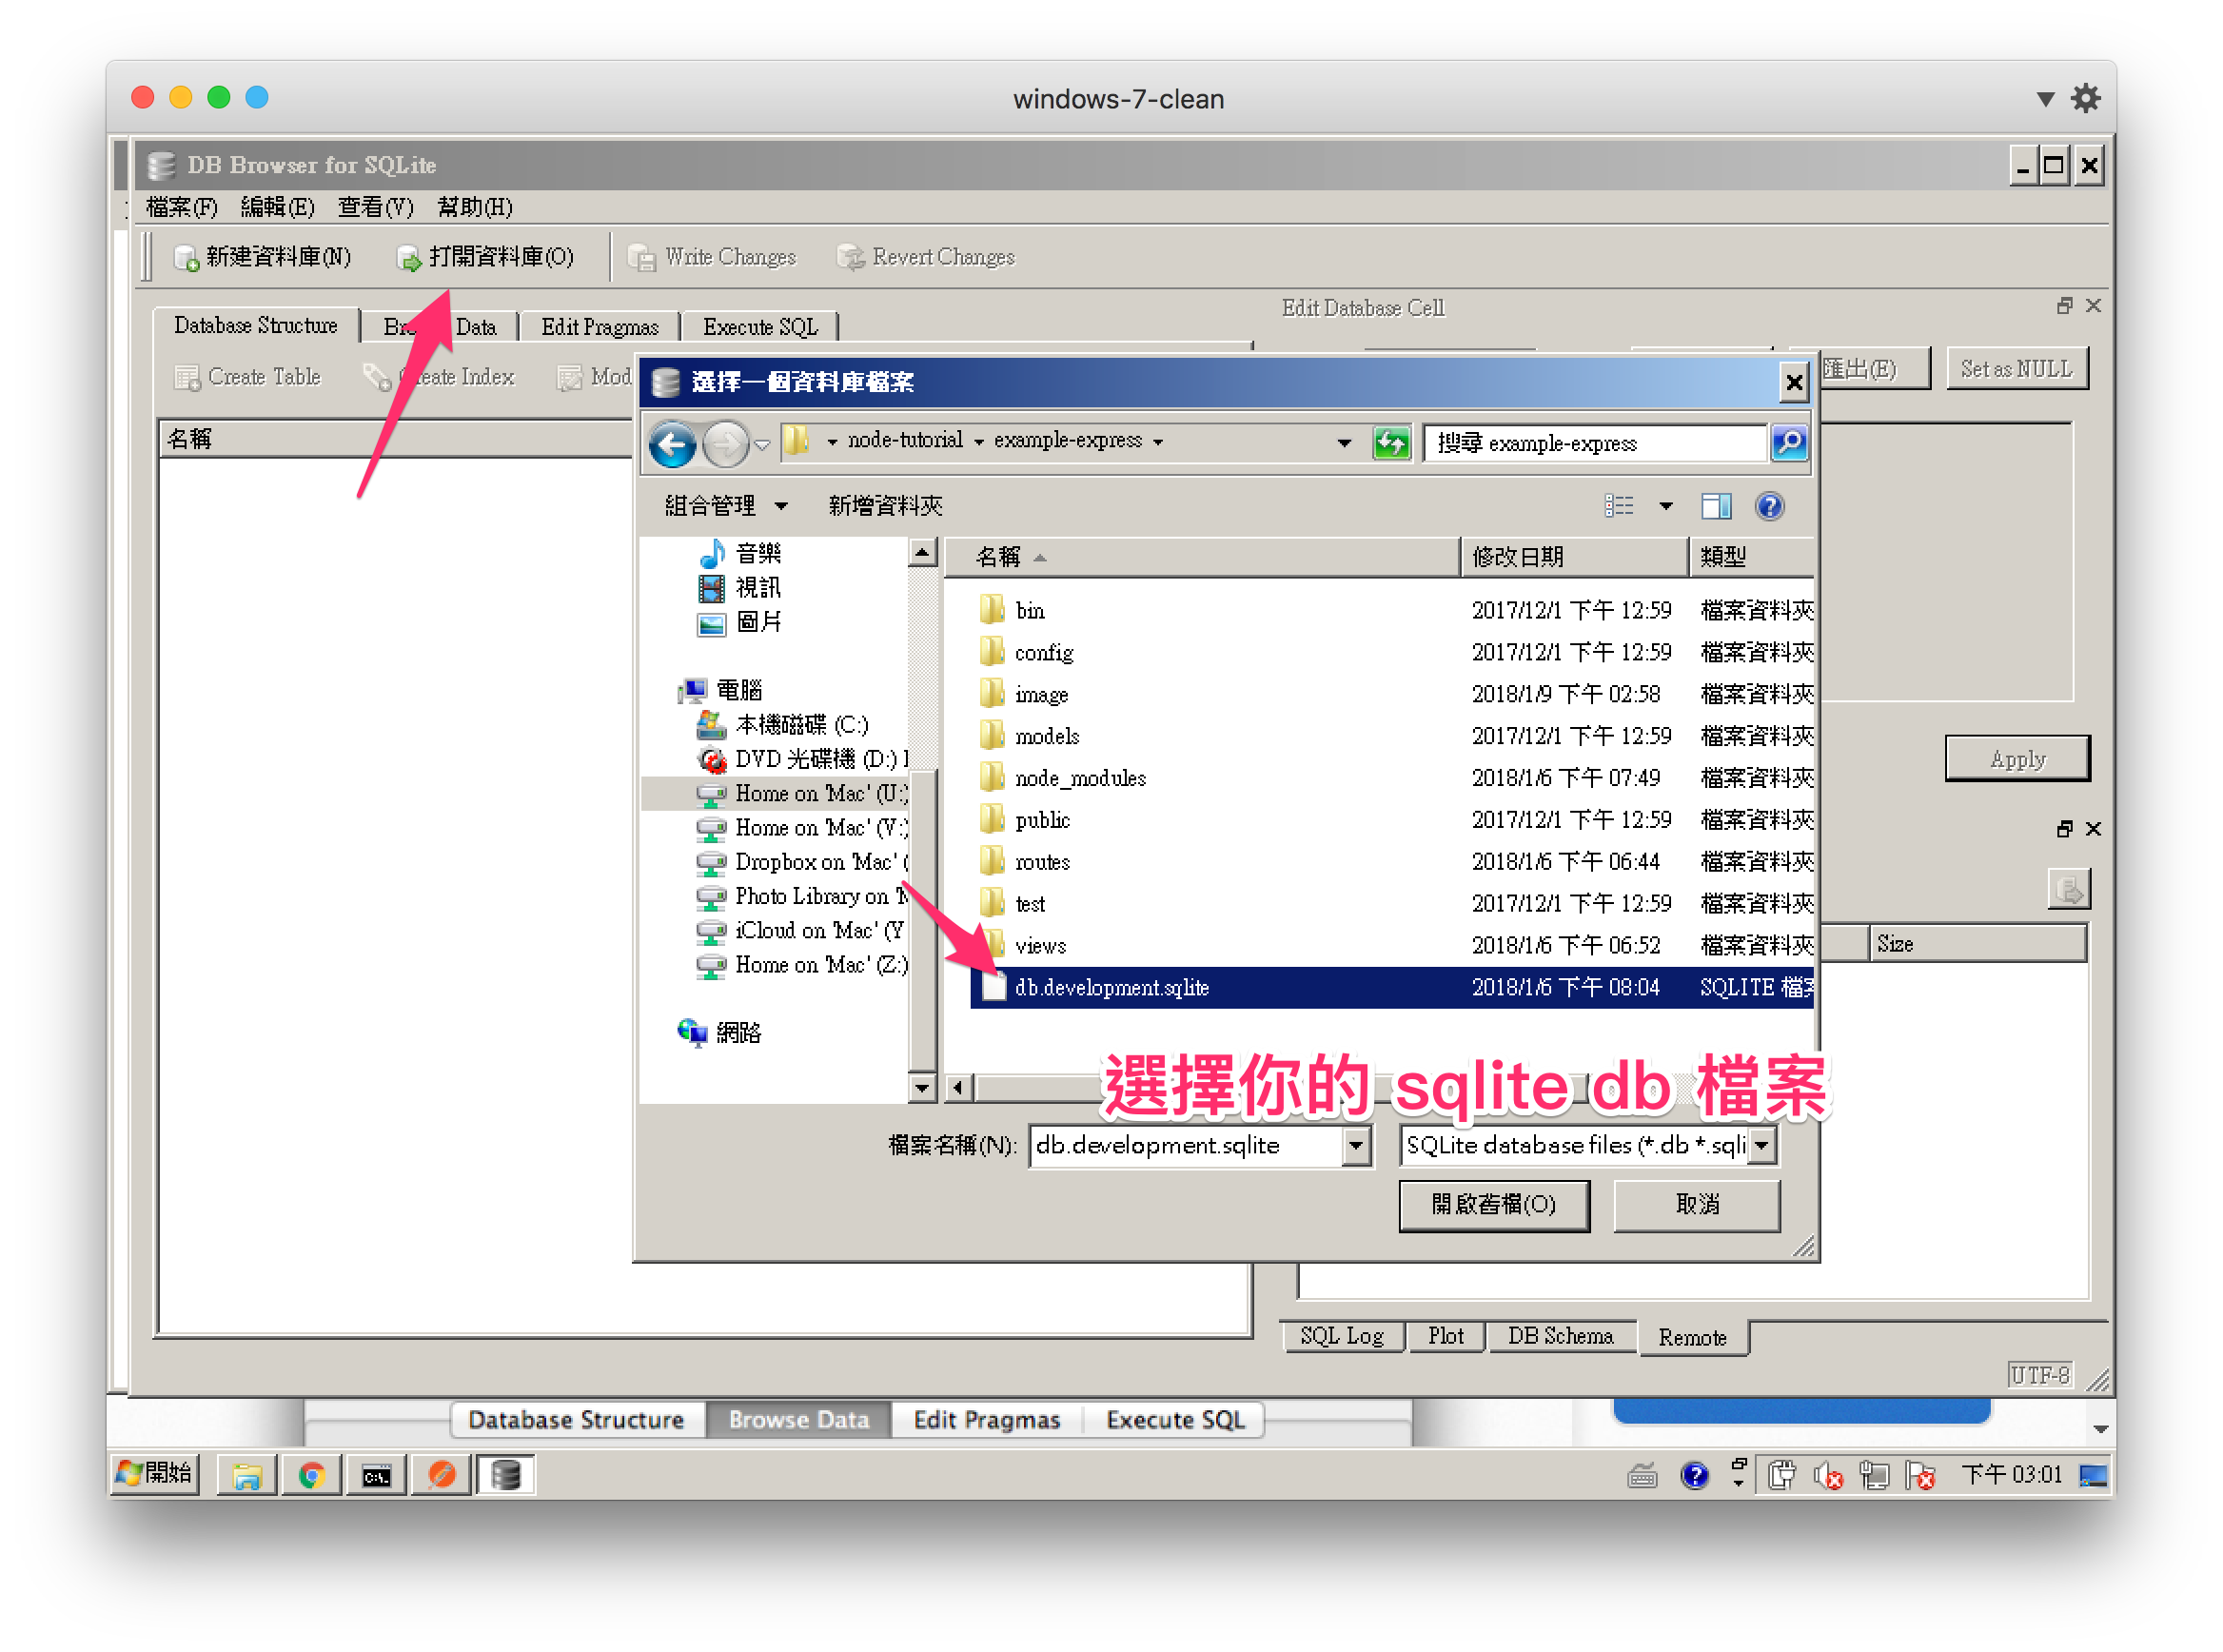 windows-7-clean
DB Browser for SQLite
檔案(F) 編輯(E) 查看(V) 幫助(H)
新建資料庫(N) 打開資料庫(O) Write Changes Revert Changes
Edit Database Cell
Database Structure Data Edit Pragmas Execute SQL
Create Table Index Mod
匯出(E) Set as NULL
名稱
選擇一個資料庫檔案
node-tutorial example-express
搜尋 example-express
組合管理 新增資料夾
音樂
視訊
圖片
電腦
本機磁碟 (C:)
DVD 光碟機 (D:)
Home on 'Mac' (U:)
Home on 'Mac' (V:)
Dropbox on 'Mac' (
Photo Library on 'M
iCloud on 'Mac' (Y
Home on 'Mac' (Z:)
網路
名稱 修改日期 類型
bin 2017/12/1 下午 12:59 檔案資料夾
config 2017/12/1 下午 12:59 檔案資料夾
image 2018/1/9 下午 02:58 檔案資料夾
models 2017/12/1 下午 12:59 檔案資料夾
node_modules 2018/1/6 下午 07:49 檔案資料夾
public 2017/12/1 下午 12:59 檔案資料夾
routes 2018/1/6 下午 06:44 檔案資料夾
test 2017/12/1 下午 12:59 檔案資料夾
views 2018/1/6 下午 06:52 檔案資料夾
db.development.sqlite 2018/1/6 下午 08:04 SQLITE 檔案
選擇你的 sqlite db 檔案
檔案名稱(N): db.development.sqlite SQLite database files (*.db *.sqli
開啟舊檔(O) 取消
Apply
Size
SQL Log Plot DB Schema Remote
UTF-8
Database Structure Browse Data Edit Pragmas Execute SQL
開始
C:\.
下午 03:01